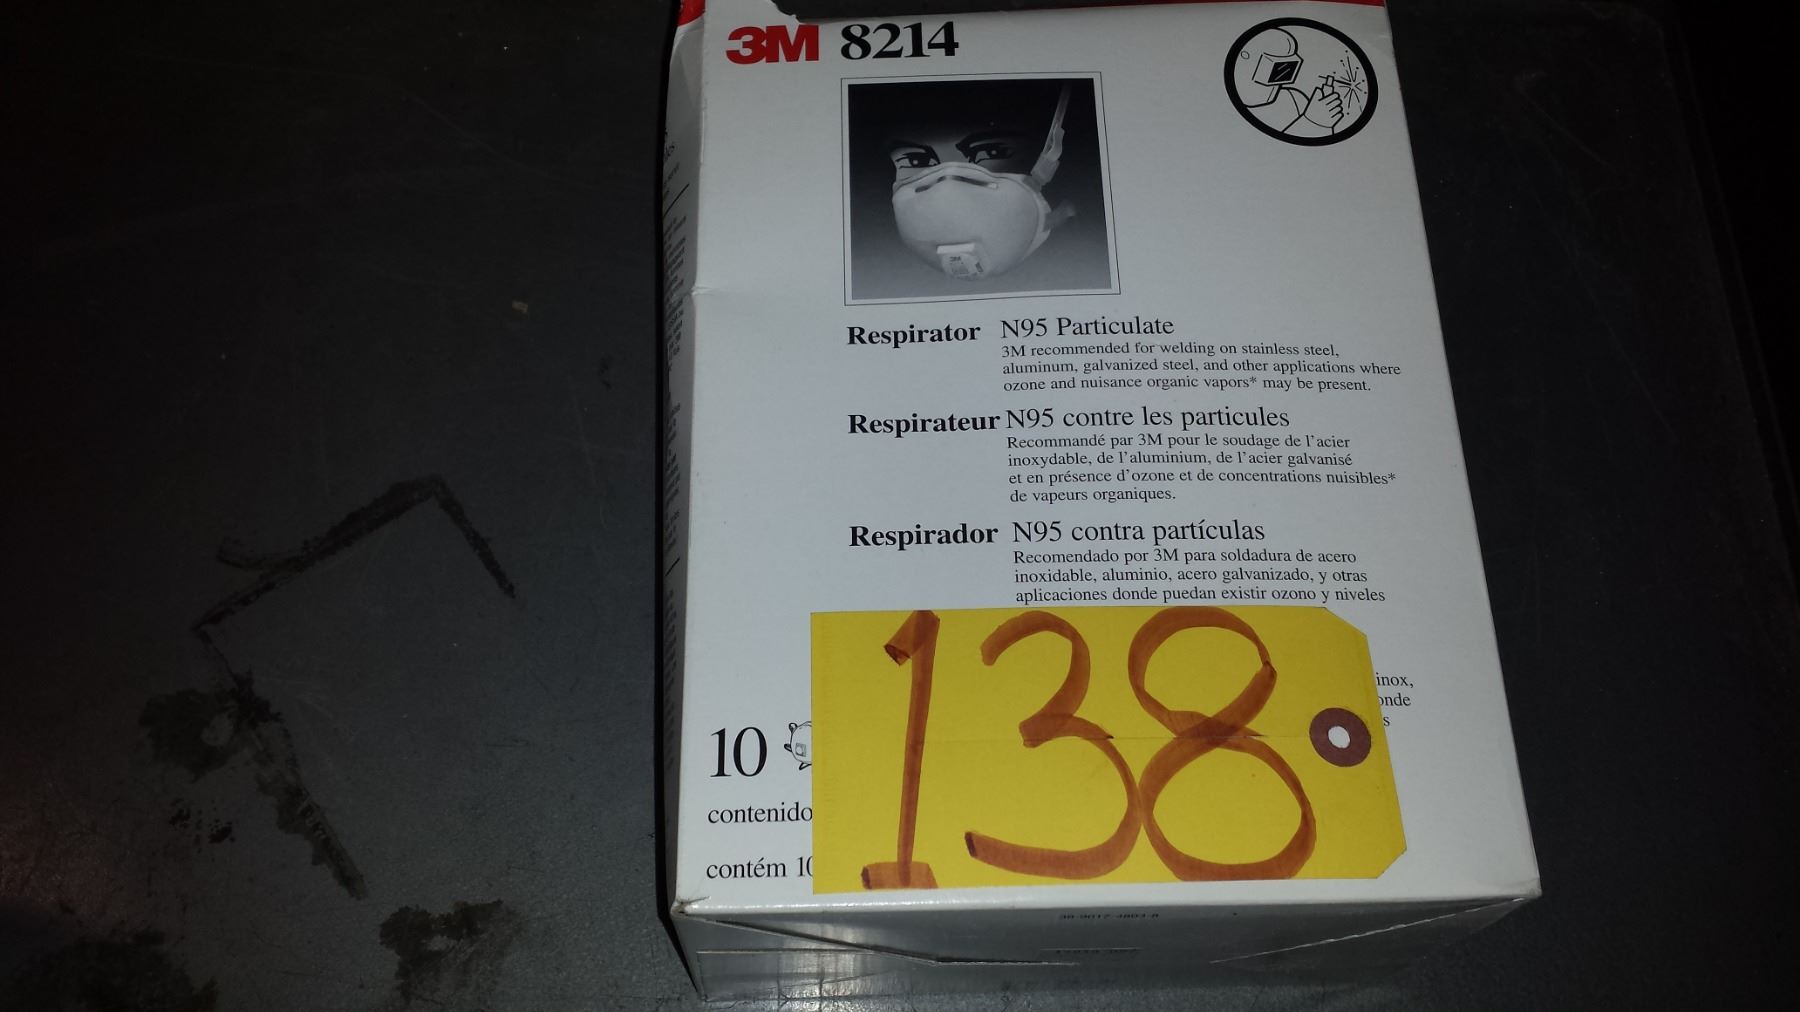 3M 8214
3M
Respirator N95 Particulate
3M recommended for welding on stainless steel,
aluminum, galvanized steel, and other applications where
ozone and nuisance organic vapors* may be present.
Respirateur N95 contre les particules
Recommandé par 3M pour le soudage de l'acier
inoxydable, de l'aluminium, de l'acier galvanisé
et en présence d'ozone et de concentrations nuisibles*
de vapeurs organiques.
Respirador N95 contra partículas
Recomendado por 3M para soldadura de acero
inoxidable, aluminio, acero galvanizado, y otras
aplicaciones donde puedan existir ozono y niveles
138
inox,
onde
s
10
contenido
contém 10